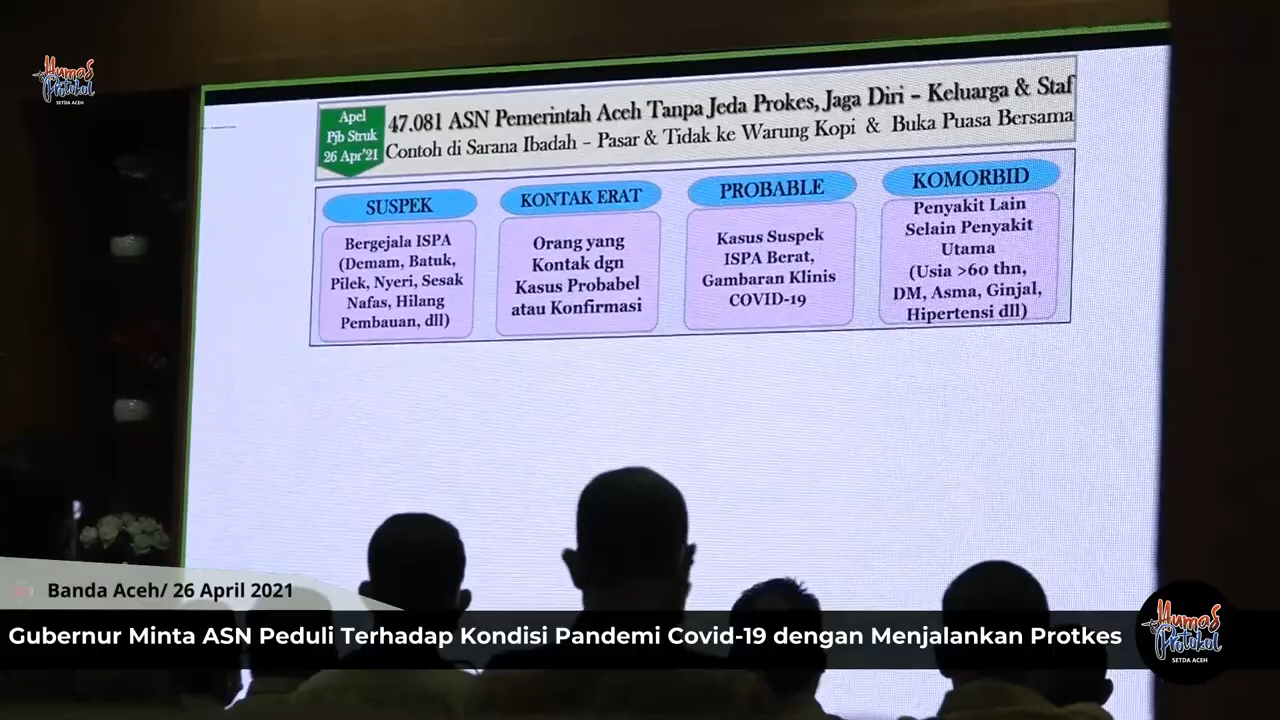 Humas
Protokol
SETDA ACEH
Apel
Pjb Struk
26 Apr'21
47.081 ASN Pemerintah Aceh Tanpa Jeda Prokes, Jaga Diri – Keluarga & Staf
Contoh di Sarana Ibadah – Pasar & Tidak ke Warung Kopi & Buka Puasa Bersama
SUSPEK
Bergejala ISPA
(Demam, Batuk,
Pilek, Nyeri, Sesak
Nafas, Hilang
Pembauan, dll)
KONTAK ERAT
Orang yang
Kontak dgn
Kasus Probabel
atau Konfirmasi
PROBABLE
Kasus Suspek
ISPA Berat,
Gambaran Klinis
COVID-19
KOMORBID
Penyakit Lain
Selain Penyakit
Utama
(Usia >60 thn,
DM, Asma, Ginjal,
Hipertensi dll)
Banda Aceh/ 26 April 2021
Gubernur Minta ASN Peduli Terhadap Kondisi Pandemi Covid-19 dengan Menjalankan Protkes
Humas
Protokol
SETDA ACEH